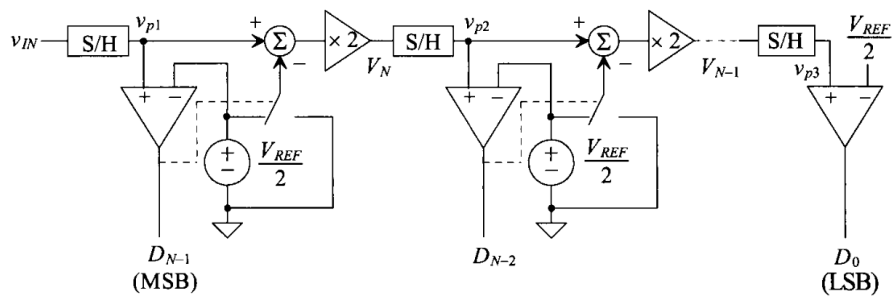 v_IN
S/H
v_p1
+
Σ
−
× 2
V_N
S/H
v_p2
+
Σ
−
× 2
V_N−1
S/H
v_p3
V_REF
2
+ −
+ −
+ −
+
−
V_REF
2
+
−
V_REF
2
D_N−1
(MSB)
D_N−2
D_0
(LSB)